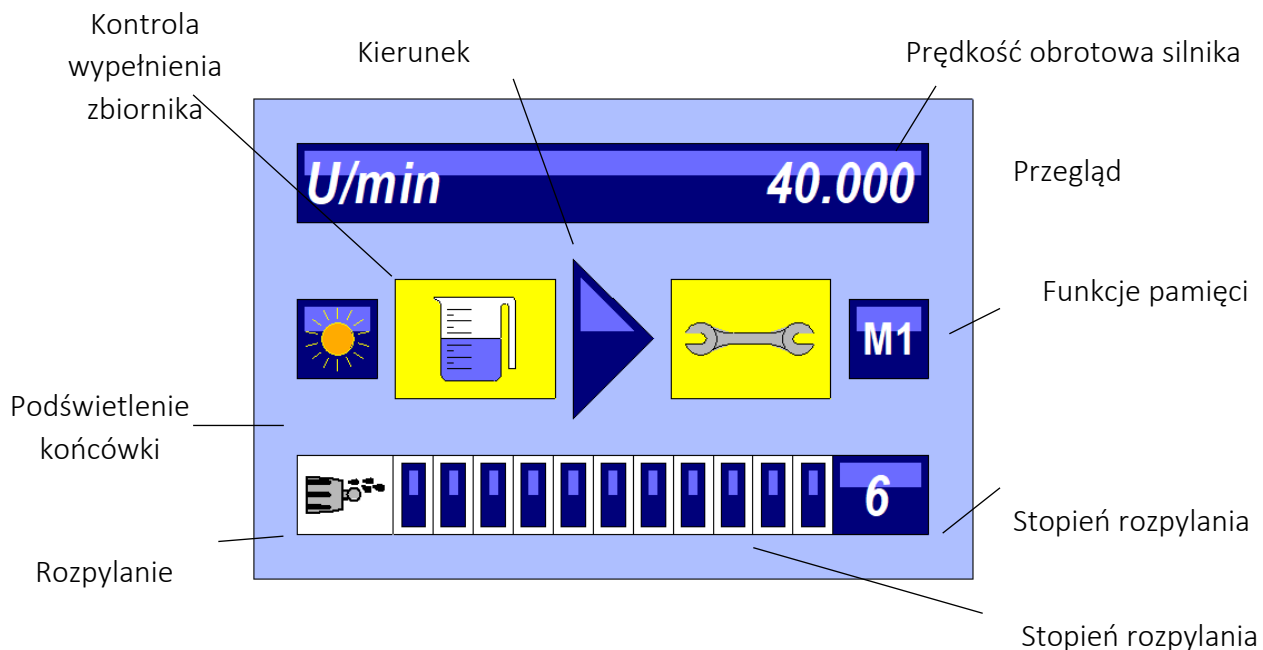 Kontrola
wypełnienia
zbiornika
Kierunek
Prędkość obrotowa silnika
U/min 40.000
Przegląd
Funkcje pamięci
M1
Podświetlenie
końcówki
6
Stopień rozpylania
Rozpylanie
Stopień rozpylania